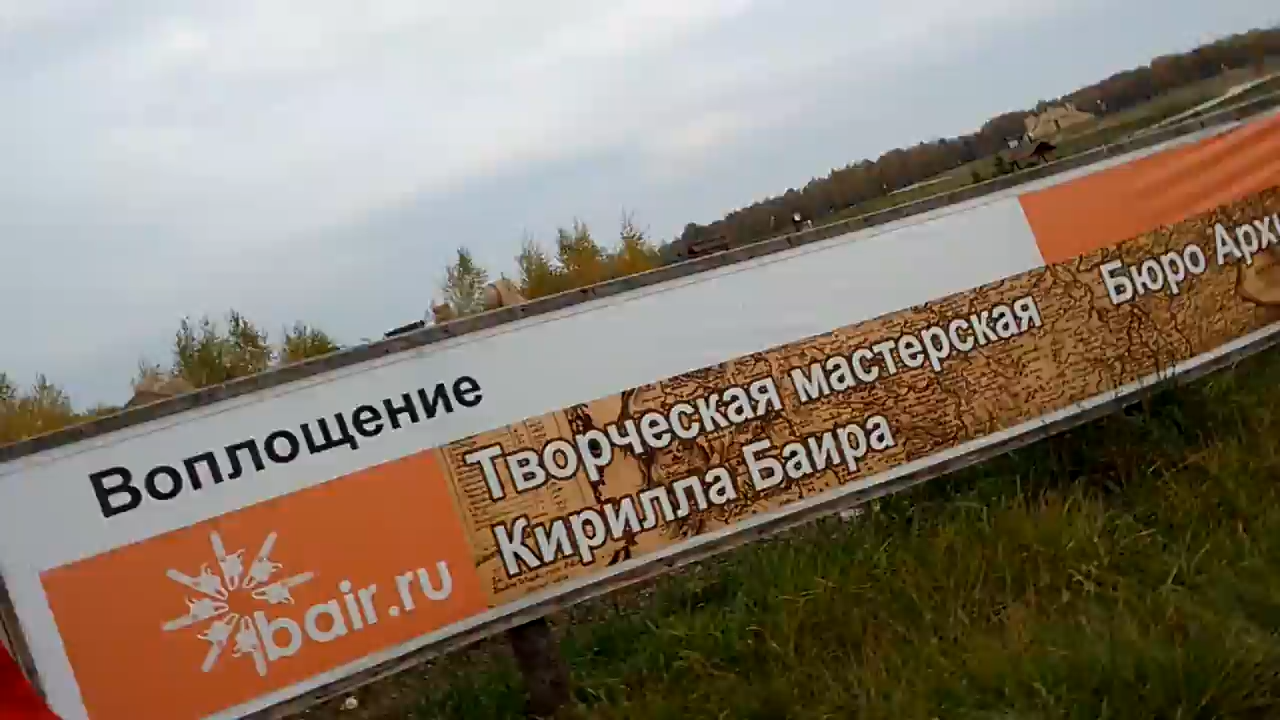 Воплощение
Творческая мастерская
Кирилла Баира
Бюро
bair.ru